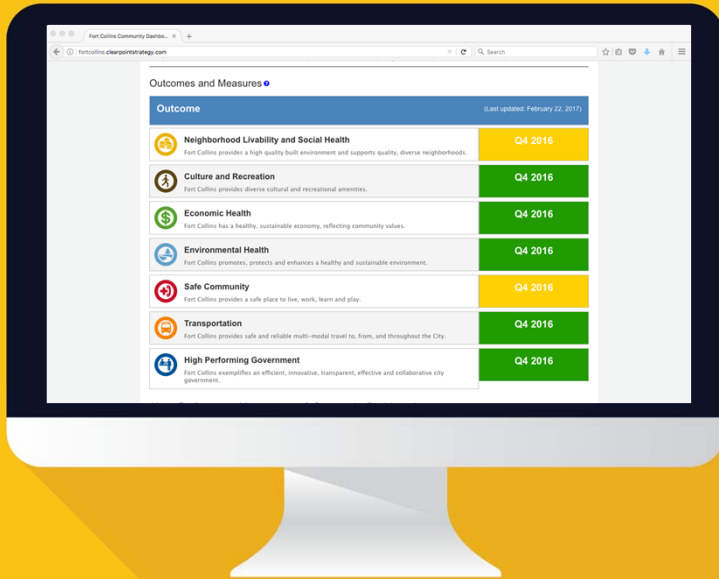 Fort Collins Community Dashbo... × +
fortcollins.clearpointstrategy.com
Search
Outcomes and Measures
Outcome (Last updated: February 22, 2017)
Neighborhood Livability and Social Health Q4 2016
Fort Collins provides a high quality built environment and supports quality, diverse neighborhoods.
Culture and Recreation Q4 2016
Fort Collins provides diverse cultural and recreational amenities.
Economic Health Q4 2016
Fort Collins has a healthy, sustainable economy, reflecting community values.
Environmental Health Q4 2016
Fort Collins promotes, protects and enhances a healthy and sustainable environment.
Safe Community Q4 2016
Fort Collins provides a safe place to live, work, learn and play.
Transportation Q4 2016
Fort Collins provides safe and reliable multi-modal travel to, from, and throughout the City.
High Performing Government Q4 2016
Fort Collins exemplifies an efficient, innovative, transparent, effective and collaborative city
government.